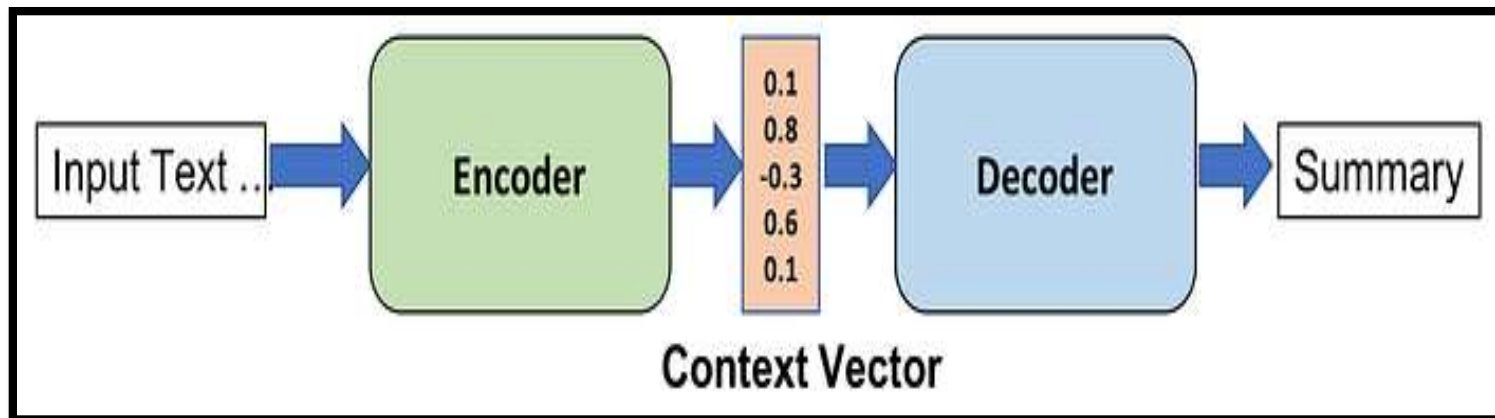 Input Text ...
Encoder
0.1
0.8
-0.3
0.6
0.1
Decoder
Summary
Context Vector